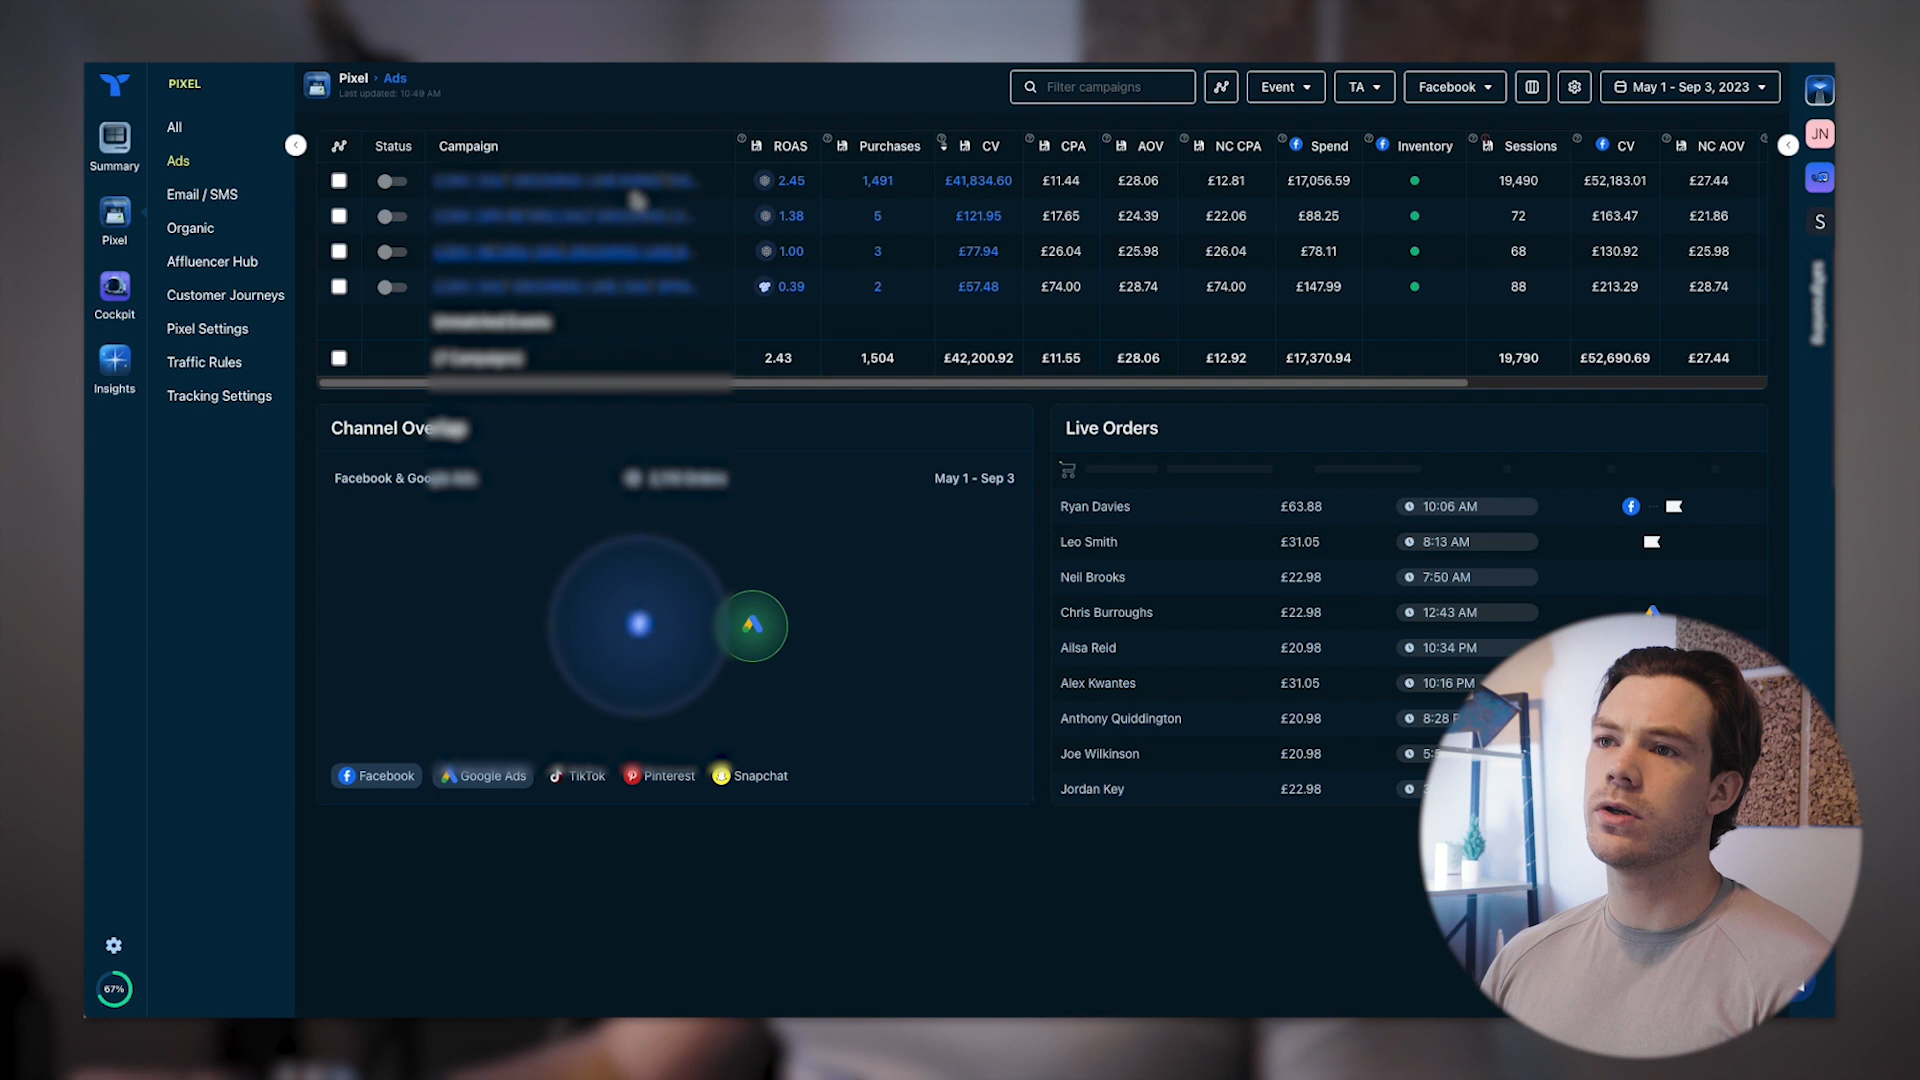 PIXEL
Pixel › Ads
Last updated: 10:49 AM
Filter campaigns
Event
TA
Facebook
May 1 - Sep 3, 2023
JN
S
Summary
Pixel
Cockpit
Insights
67%
All
Ads
Email / SMS
Organic
Affluencer Hub
Customer Journeys
Pixel Settings
Traffic Rules
Tracking Settings
Status Campaign ROAS Purchases CV CPA AOV NC CPA Spend Inventory Sessions CV NC AOV
2.45 1,491 £41,834.60 £11.44 £28.06 £12.81 £17,056.59 19,490 £52,183.01 £27.44
1.38 5 £121.95 £17.65 £24.39 £22.06 £88.25 72 £163.47 £21.86
1.00 3 £77.94 £26.04 £25.98 £26.04 £78.11 68 £130.92 £25.98
0.39 2 £57.48 £74.00 £28.74 £74.00 £147.99 88 £213.29 £28.74
2.43 1,504 £42,200.92 £11.55 £28.06 £12.92 £17,370.94 19,790 £52,690.69 £27.44
Channel
Facebook &
May 1 - Sep 3
Facebook
Google Ads
TikTok
Pinterest
Snapchat
Live Orders
Ryan Davies £63.88 10:06 AM
Leo Smith £31.05 8:13 AM
Neil Brooks £22.98 7:50 AM
Chris Burroughs £22.98 12:43 AM
Ailsa Reid £20.98 10:34 PM
Alex Kwantes £31.05 10:16 PM
Anthony Quiddington £20.98 8:28
Joe Wilkinson £20.98
Jordan Key £22.98